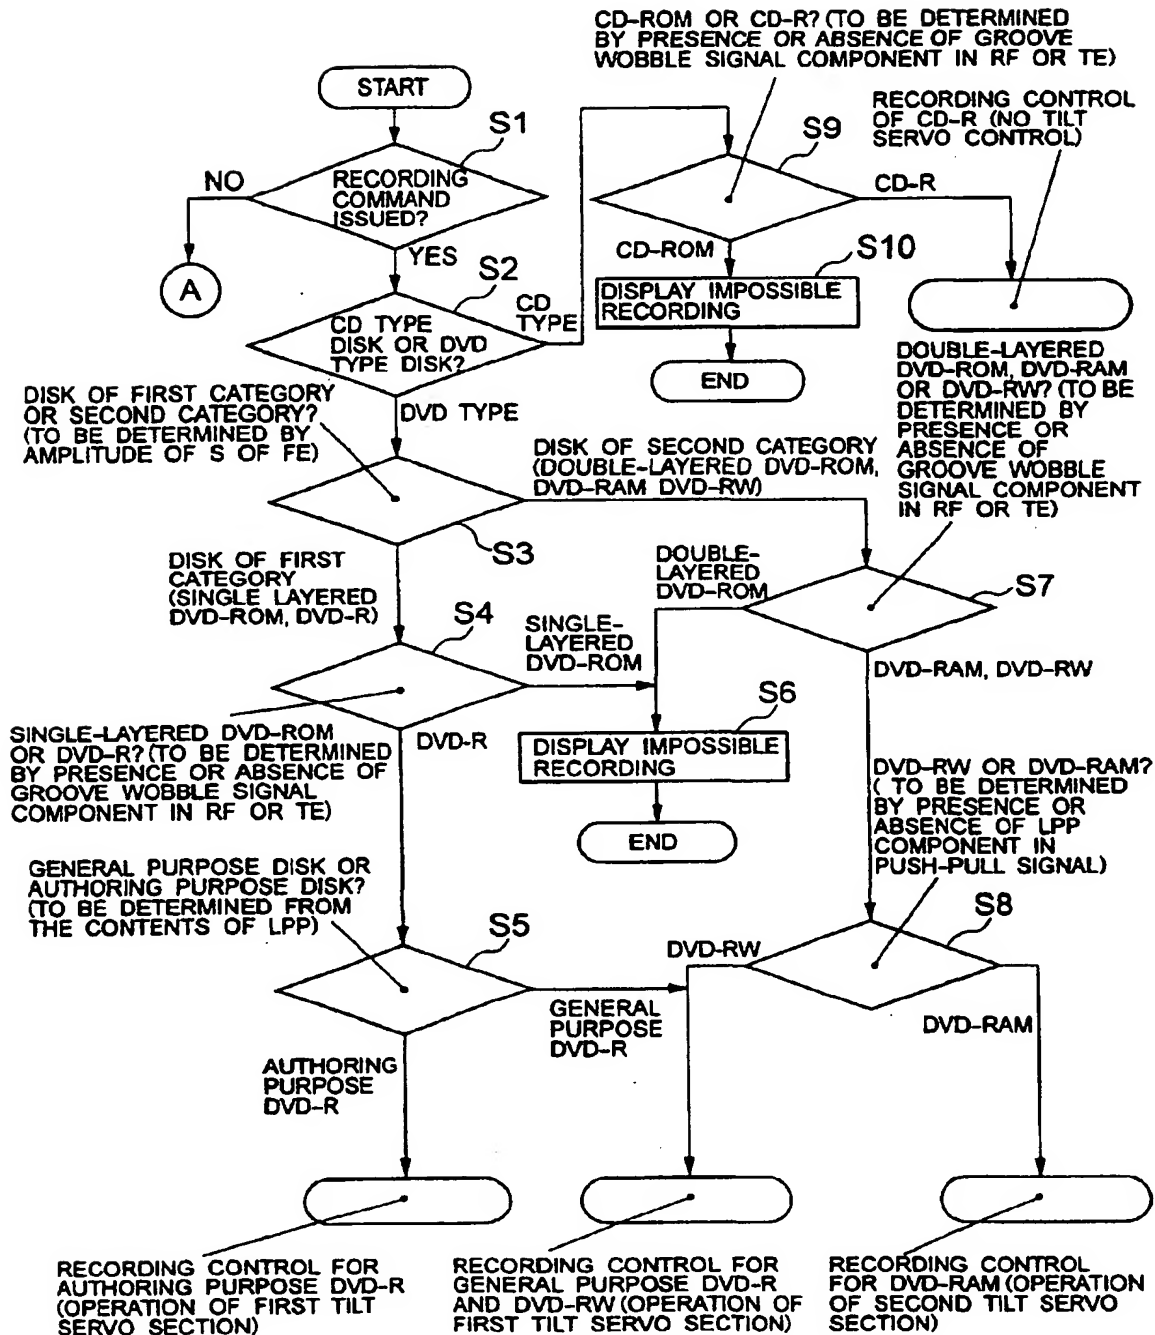 CD-ROM OR CD-R? (TO BE DETERMINED
BY PRESENCE OR ABSENCE OF GROOVE
WOBBLE SIGNAL COMPONENT IN RF OR TE)
START
RECORDING CONTROL
OF CD-R (NO TILT
SERVO CONTROL)
S1
S9
NO
RECORDING
COMMAND
ISSUED?
CD-R
YES
CD-ROM
S10
A
S2
DISPLAY IMPOSSIBLE
RECORDING
CD
TYPE
CD TYPE
DISK OR DVD
TYPE DISK?
END
DOUBLE-LAYERED
DVD-ROM, DVD-RAM
OR DVD-RW? (TO BE
DETERMINED BY
PRESENCE OR
ABSENCE OF
GROOVE WOBBLE
SIGNAL COMPONENT
IN RF OR TE)
DISK OF FIRST CATEGORY
OR SECOND CATEGORY?
(TO BE DETERMINED BY
AMPLITUDE OF S OF FE)
DVD TYPE
DISK OF SECOND CATEGORY
(DOUBLE-LAYERED DVD-ROM,
DVD-RAM DVD-RW)
S3
DISK OF FIRST
CATEGORY
(SINGLE LAYERED
DVD-ROM, DVD-R)
DOUBLE-
LAYERED
DVD-ROM
S7
S4
SINGLE-
LAYERED
DVD-ROM
DVD-RAM, DVD-RW
SINGLE-LAYERED DVD-ROM
OR DVD-R? (TO BE DETERMINED
BY PRESENCE OR ABSENCE OF
GROOVE WOBBLE SIGNAL
COMPONENT IN RF OR TE)
DVD-R
S6
DISPLAY IMPOSSIBLE
RECORDING
END
DVD-RW OR DVD-RAM?
( TO BE DETERMINED
BY PRESENCE OR
ABSENCE OF LPP
COMPONENT IN
PUSH-PULL SIGNAL)
GENERAL PURPOSE DISK OR
AUTHORING PURPOSE DISK?
(TO BE DETERMINED FROM
THE CONTENTS OF LPP)
S5
S8
DVD-RW
GENERAL
PURPOSE
DVD-R
DVD-RAM
AUTHORING
PURPOSE
DVD-R
RECORDING CONTROL FOR
AUTHORING PURPOSE DVD-R
(OPERATION OF FIRST TILT
SERVO SECTION)
RECORDING CONTROL FOR
GENERAL PURPOSE DVD-R
AND DVD-RW (OPERATION OF
FIRST TILT SERVO SECTION)
RECORDING CONTROL
FOR DVD-RAM (OPERATION
OF SECOND TILT SERVO
SECTION)